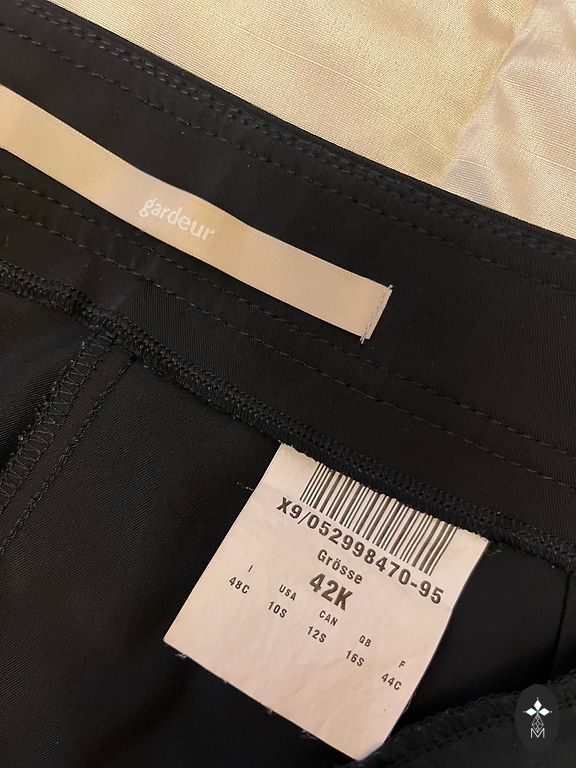 gardeur
X9/052998470-95
Grösse
42K
I USA CAN GB F
48C 10S 12S 16S 44C